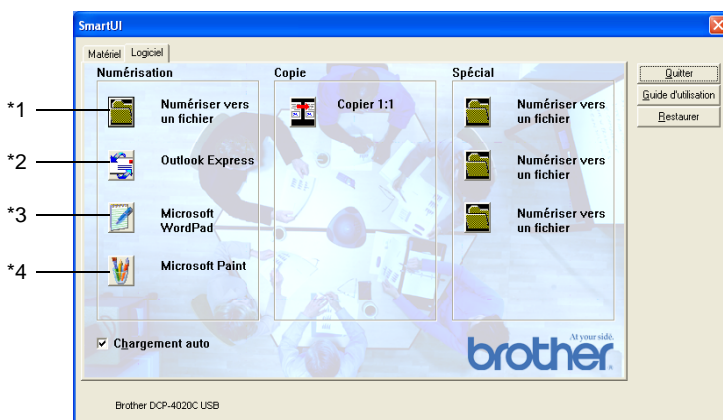 SmartUI
Matériel Logiciel
Numérisation
Copie
Spécial
*1
Numériser vers
un fichier
*2
Outlook Express
*3
Microsoft
WordPad
*4
Microsoft Paint
Copier 1:1
Numériser vers
un fichier
Numériser vers
un fichier
Numériser vers
un fichier
Quitter
Guide d'utilisation
Restaurer
Chargement auto
At your side.
brother.
Brother DCP-4020C USB